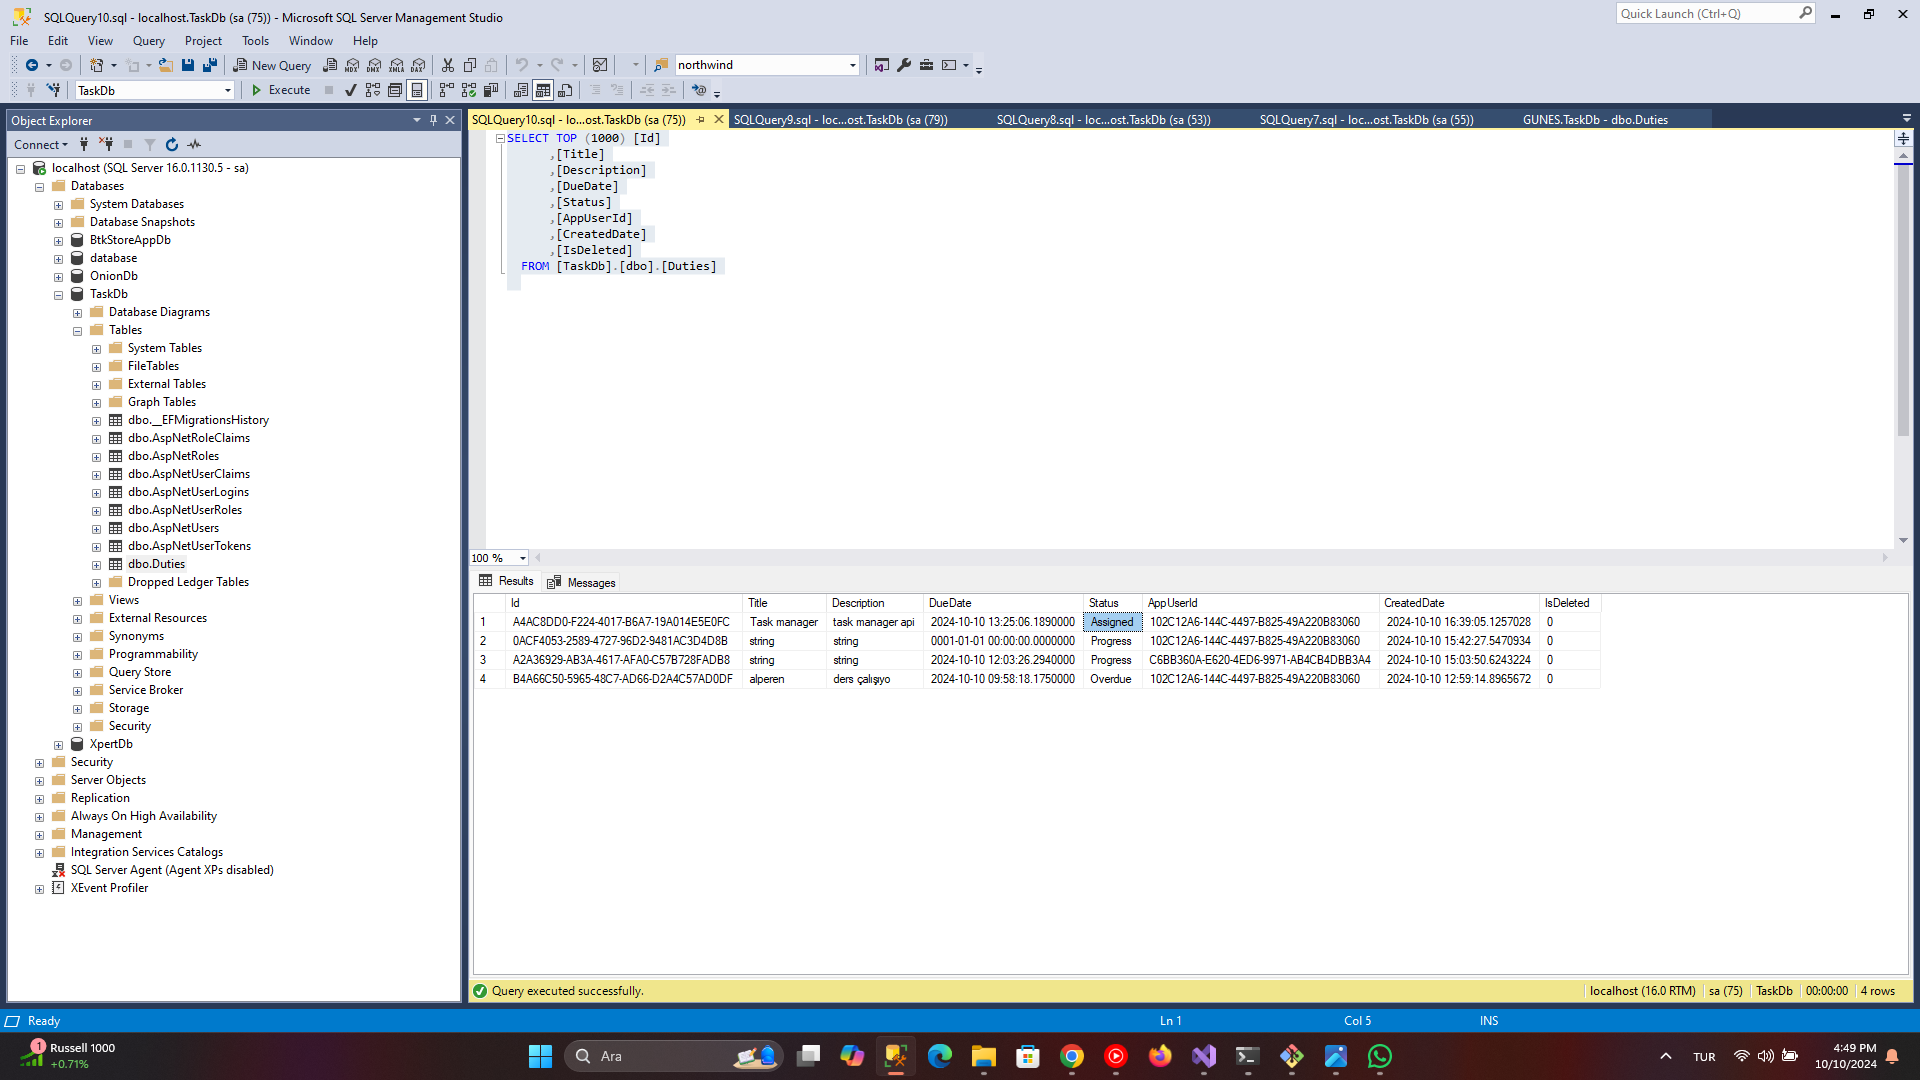 SQLQuery10.sql - localhost.TaskDb (sa (75)) - Microsoft SQL Server Management Studio
Quick Launch (Ctrl+Q)
File Edit View Query Project Tools Window Help
New Query
MDX DMX XMLA DAX
northwind
TaskDb
Execute
Object Explorer
SQLQuery10.sql - lo...ost.TaskDb (sa (75))
SQLQuery9.sql - loc...ost.TaskDb (sa (79))
SQLQuery8.sql - loc...ost.TaskDb (sa (53))
SQLQuery7.sql - loc...ost.TaskDb (sa (55))
GUNES.TaskDb - dbo.Duties
Connect
localhost (SQL Server 16.0.1130.5 - sa)
Databases
System Databases
Database Snapshots
BtkStoreAppDb
database
OnionDb
TaskDb
Database Diagrams
Tables
System Tables
FileTables
External Tables
Graph Tables
dbo.__EFMigrationsHistory
dbo.AspNetRoleClaims
dbo.AspNetRoles
dbo.AspNetUserClaims
dbo.AspNetUserLogins
dbo.AspNetUserRoles
dbo.AspNetUsers
dbo.AspNetUserTokens
dbo.Duties
Dropped Ledger Tables
Views
External Resources
Synonyms
Programmability
Query Store
Service Broker
Storage
Security
XpertDb
Security
Server Objects
Replication
Always On High Availability
Management
Integration Services Catalogs
SQL Server Agent (Agent XPs disabled)
XEvent Profiler
SELECT TOP (1000) [Id]
,[Title]
,[Description]
,[DueDate]
,[Status]
,[AppUserId]
,[CreatedDate]
,[IsDeleted]
FROM [TaskDb].[dbo].[Duties]
100 %
Results Messages
Id Title Description DueDate Status AppUserId CreatedDate IsDeleted
1 A4AC8DD0-F224-4017-B6A7-19A014E5E0FC Task manager task manager api 2024-10-10 13:25:06.1890000 Assigned 102C12A6-144C-4497-B825-49A220B83060 2024-10-10 16:39:05.1257028 0
2 0ACF4053-2589-4727-96D2-9481AC3D4D8B string string 0001-01-01 00:00:00.0000000 Progress 102C12A6-144C-4497-B825-49A220B83060 2024-10-10 15:42:27.5470934 0
3 A2A36929-AB3A-4617-AFA0-C57B728FADB8 string string 2024-10-10 12:03:26.2940000 Progress C6BB360A-E620-4ED6-9971-AB4CB4DBB3A4 2024-10-10 15:03:50.6243224 0
4 B4A66C50-5965-48C7-AD66-D2A4C57AD0DF alperen ders çalışıyo 2024-10-10 09:58:18.1750000 Overdue 102C12A6-144C-4497-B825-49A220B83060 2024-10-10 12:59:14.8965672 0
Query executed successfully.
localhost (16.0 RTM) sa (75) TaskDb 00:00:00 4 rows
Ready Ln 1 Col 5 INS
1 Russell 1000
+0.71%
Ara
TUR
4:49 PM
10/10/2024